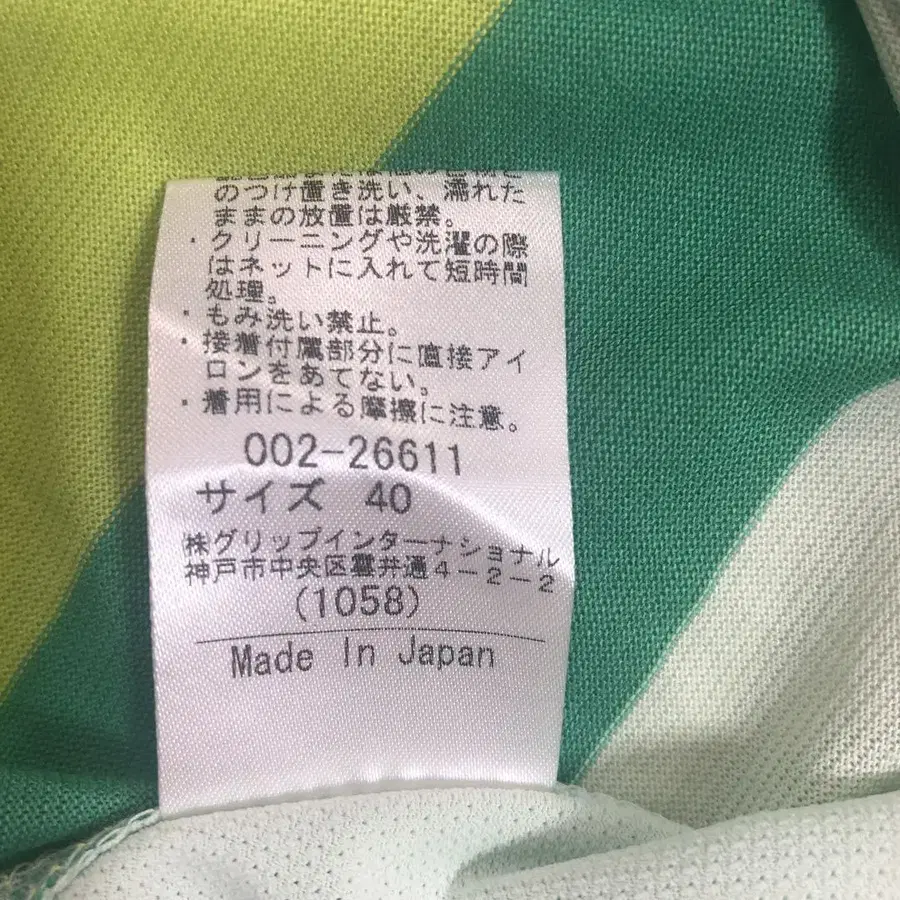 のつけ置き洗い、濡れた
ままの放置は厳禁。
・クリーニングや洗濯の際
はネットに入れて短時間
処理。
・もみ洗い禁止。
・接着付属部分に直接アイ
ロンをあてない。
・着用による摩擦に注意。
002-26611
サイズ 40
㈱グリップインターナショナル
神戸市中央区雲井通4-2-2
(1058)
Made In Japan